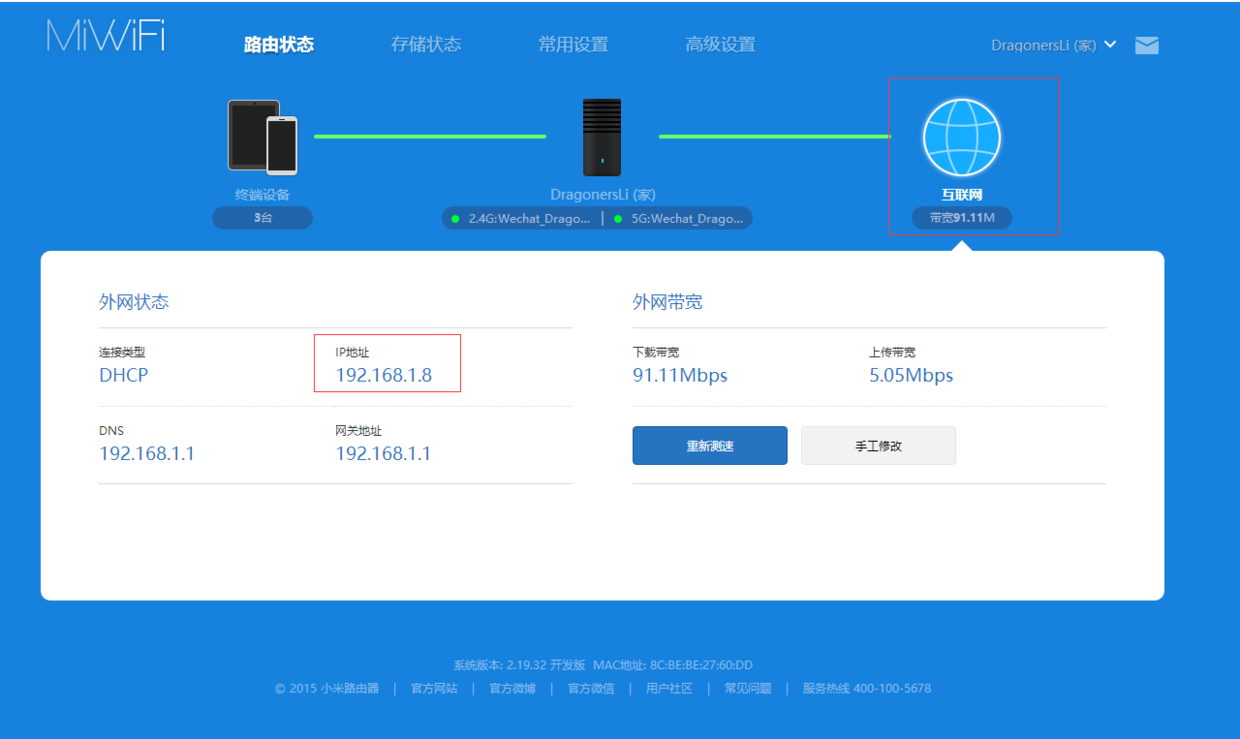 MiWiFi 路由状态 存储状态 常用设置 高级设置 DragonersLi (家)
终端设备 DragonersLi (家) 互联网
3台 2.4G:Wechat_Drago... | 5G:Wechat_Drago... 带宽91.11M
外网状态 外网带宽
连接类型 IP地址 下载带宽 上传带宽
DHCP 192.168.1.8 91.11Mbps 5.05Mbps
DNS 网关地址 重新测速 手工修改
192.168.1.1 192.168.1.1
系统版本: 2.19.32 开发版 MAC地址: 8C:BE:BE:27:60:DD
© 2015 小米路由器 | 官方网站 | 官方微博 | 官方微信 | 用户社区 | 常见问题 | 服务热线 400-100-5678